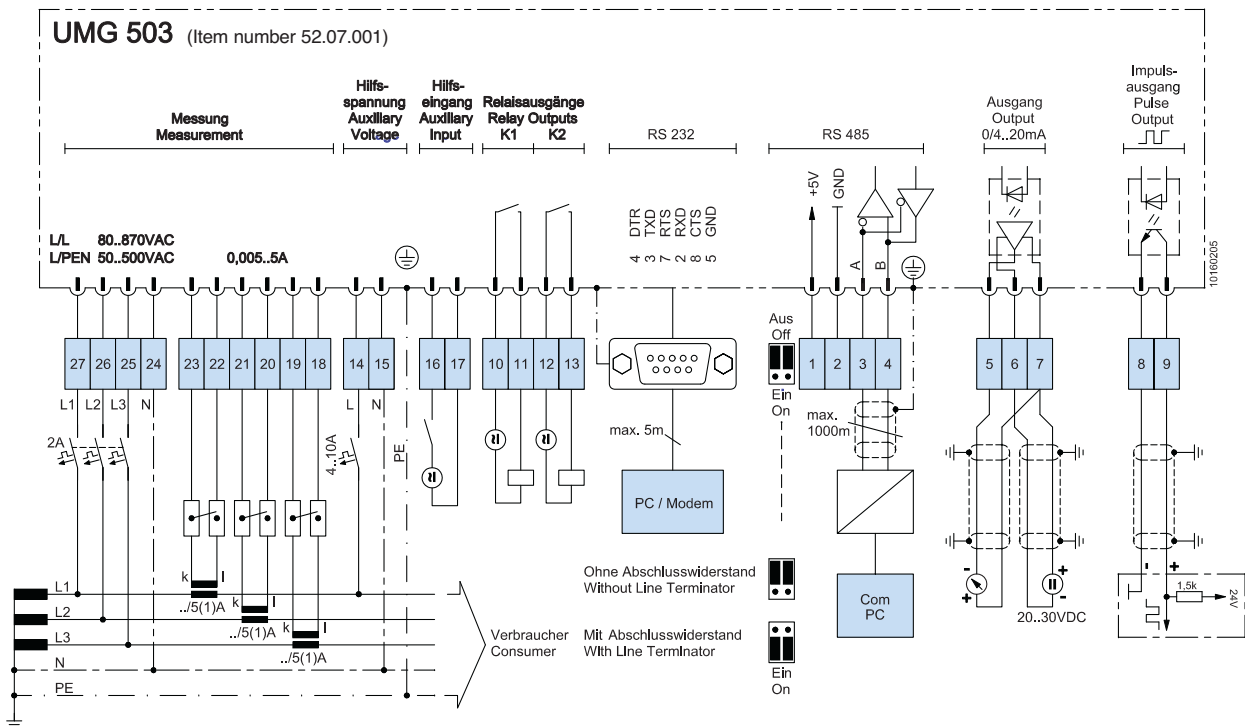 UMG 503 (Item number 52.07.001)
Messung
Measurement
Hilfs-
spannung
Auxiliary
Voltage
Hilfs-
eingang
Auxiliary
Input
Relaisausgänge
Relay Outputs
K1 K2
RS 232
RS 485
Ausgang
Output
0/4..20mA
Impuls-
ausgang
Pulse
Output
L/L 80..870VAC
L/PEN 50..500VAC
0,005..5A
4 DTR
3 TXD
7 RTS
2 RXD
8 CTS
5 GND
+5V
GND
A
B
10160205
27 26 25 24
23 22 21 20 19 18
14 15
16 17
10 11 12 13
Aus
Off
Ein
On
1 2 3 4
5 6 7
8 9
L1 L2 L3 N
L N
2A
4..10A
PE
max. 5m
max.
1000m
PC / Modem
Ohne Abschlusswiderstand
Without Line Terminator
Mit Abschlusswiderstand
With Line Terminator
Ein
On
Com
PC
- +
+ -
20..30VDC
- +
1,5k
24V
L1
k l
../5(1)A
L2
k l
../5(1)A
L3
k l
../5(1)A
N
PE
Verbraucher
Consumer